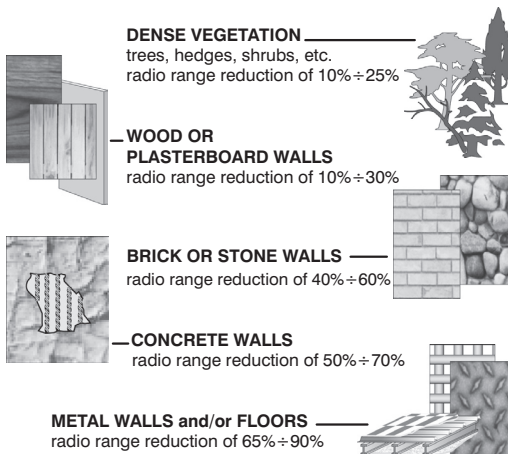 DENSE VEGETATION
trees, hedges, shrubs, etc.
radio range reduction of 10%÷25%
WOOD OR
PLASTERBOARD WALLS
radio range reduction of 10%÷30%
BRICK OR STONE WALLS
radio range reduction of 40%÷60%
CONCRETE WALLS
radio range reduction of 50%÷70%
METAL WALLS and/or FLOORS
radio range reduction of 65%÷90%